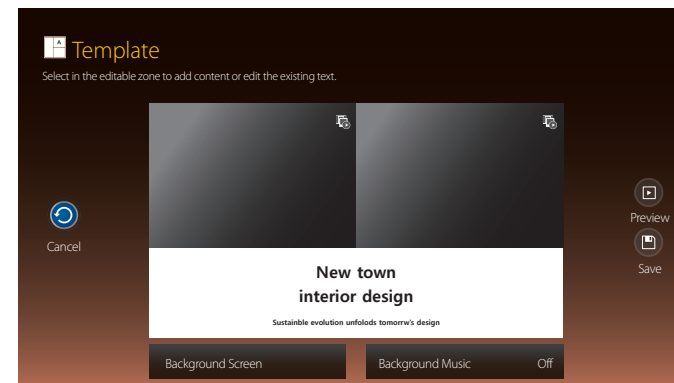 Template
Select in the editable zone to add content or edit the existing text.
Cancel
Preview
Save
New town
interior design
Sustainble evolution unfolods tomorrw's design
Background Screen
Background Music Off